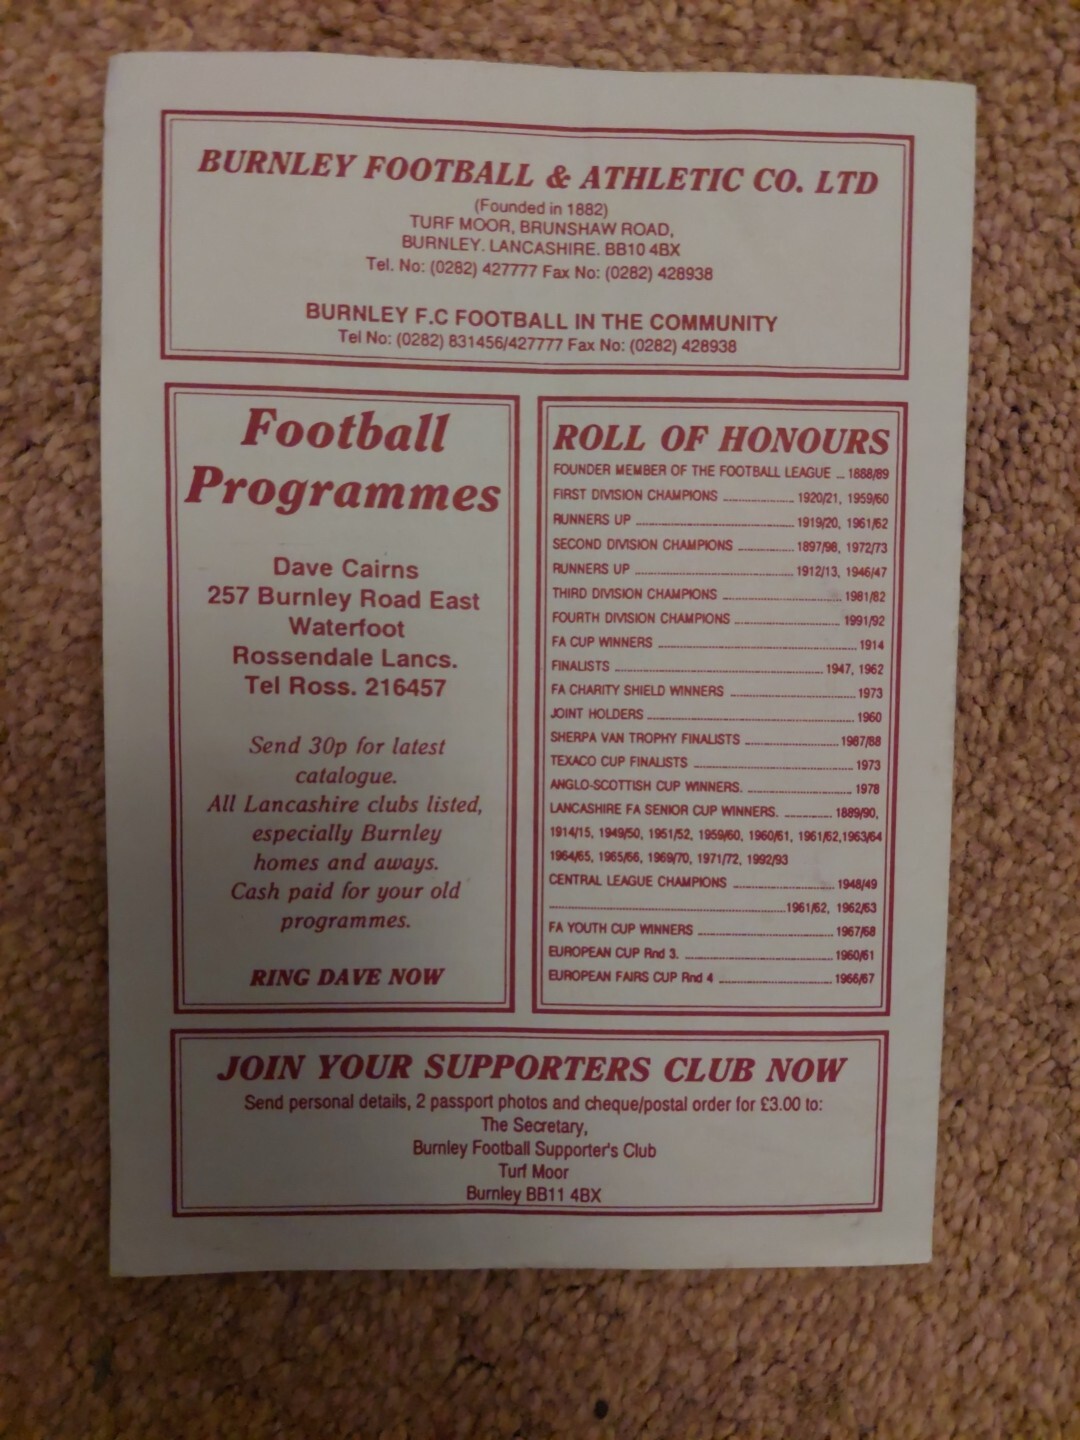 BURNLEY FOOTBALL & ATHLETIC CO. LTD
(Founded in 1882)
TURF MOOR, BRUNSHAW ROAD,
BURNLEY. LANCASHIRE. BB10 4BX
Tel. No: (0282) 427777 Fax No: (0282) 428938
BURNLEY F.C FOOTBALL IN THE COMMUNITY
Tel No: (0282) 831456/427777 Fax No: (0282) 428938
Football
Programmes
Dave Cairns
257 Burnley Road East
Waterfoot
Rossendale Lancs.
Tel Ross. 216457
Send 30p for latest
catalogue.
All Lancashire clubs listed,
especially Burnley
homes and aways.
Cash paid for your old
programmes.
RING DAVE NOW
ROLL OF HONOURS
FOUNDER MEMBER OF THE FOOTBALL LEAGUE ... 1888/89
FIRST DIVISION CHAMPIONS ........................ 1920/21, 1959/60
RUNNERS UP ........................ 1919/20, 1961/62
SECOND DIVISION CHAMPIONS .................. 1897/98, 1972/73
RUNNERS UP ........................ 1912/13, 1946/47
THIRD DIVISION CHAMPIONS ........................ 1981/82
FOURTH DIVISION CHAMPIONS ........................ 1991/92
FA CUP WINNERS ........................ 1914
FINALISTS ........................ 1947, 1962
FA CHARITY SHIELD WINNERS ........................ 1973
JOINT HOLDERS ........................ 1960
SHERPA VAN TROPHY FINALISTS ........................ 1987/88
TEXACO CUP FINALISTS ........................ 1973
ANGLO-SCOTTISH CUP WINNERS. ........................ 1978
LANCASHIRE FA SENIOR CUP WINNERS. ................ 1889/90,
1914/15, 1949/50, 1951/52, 1959/60, 1960/61, 1961/62,1963/64
1964/65, 1965/66, 1969/70, 1971/72, 1992/93
CENTRAL LEAGUE CHAMPIONS ........................ 1948/49
........................1961/62, 1962/63
FA YOUTH CUP WINNERS ........................ 1967/68
EUROPEAN CUP Rnd 3. ........................ 1960/61
EUROPEAN FAIRS CUP Rnd 4 ........................ 1966/67
JOIN YOUR SUPPORTERS CLUB NOW
Send personal details, 2 passport photos and cheque/postal order for £3.00 to:
The Secretary,
Burnley Football Supporter's Club
Turf Moor
Burnley BB11 4BX